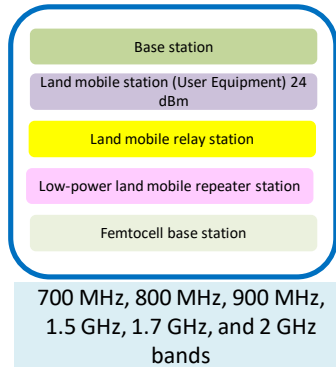 Base station
Land mobile station (User Equipment) 24
dBm
Land mobile relay station
Low-power land mobile repeater station
Femtocell base station
700 MHz, 800 MHz, 900 MHz,
1.5 GHz, 1.7 GHz, and 2 GHz
bands